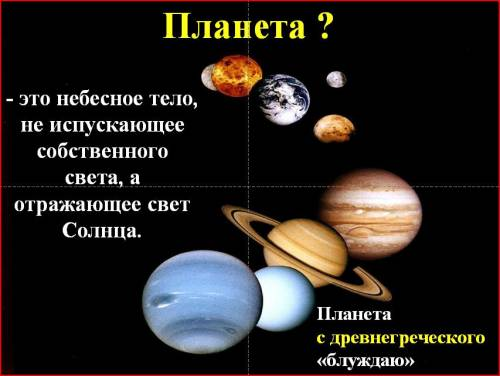 Планета ?
- это небесное тело,
не испускающее
собственного
света, а
отражающее свет
Солнца.
Планета
с древнегреческого
«блуждаю»